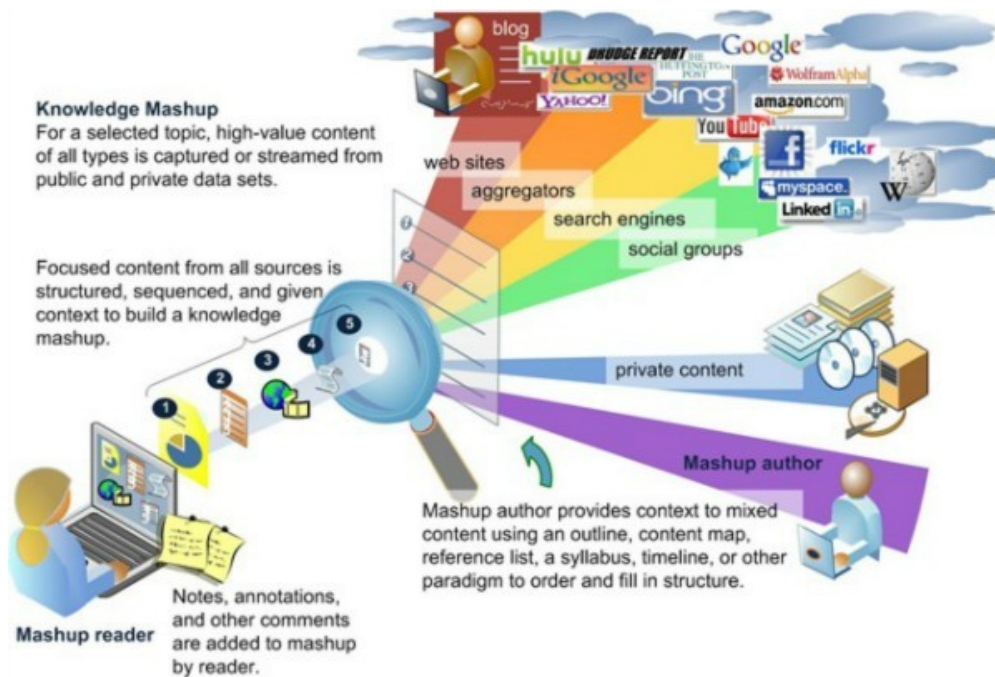 blog
hulu
DRUDGE REPORT
THE
HUFFINGTON
POST
Google
iGoogle
WolframAlpha
YAHOO!
bing
amazon.com
YouTube
flickr
f
W
myspace.
Linked in
Knowledge Mashup
For a selected topic, high-value content
of all types is captured or streamed from
public and private data sets.
web sites
aggregators
search engines
social groups
1
2
3
Focused content from all sources is
structured, sequenced, and given
context to build a knowledge
mashup.
5
4
3
2
1
private content
Mashup author
Mashup author provides context to mixed
content using an outline, content map,
reference list, a syllabus, timeline, or other
paradigm to order and fill in structure.
Notes, annotations,
and other comments
are added to mashup
by reader.
Mashup reader